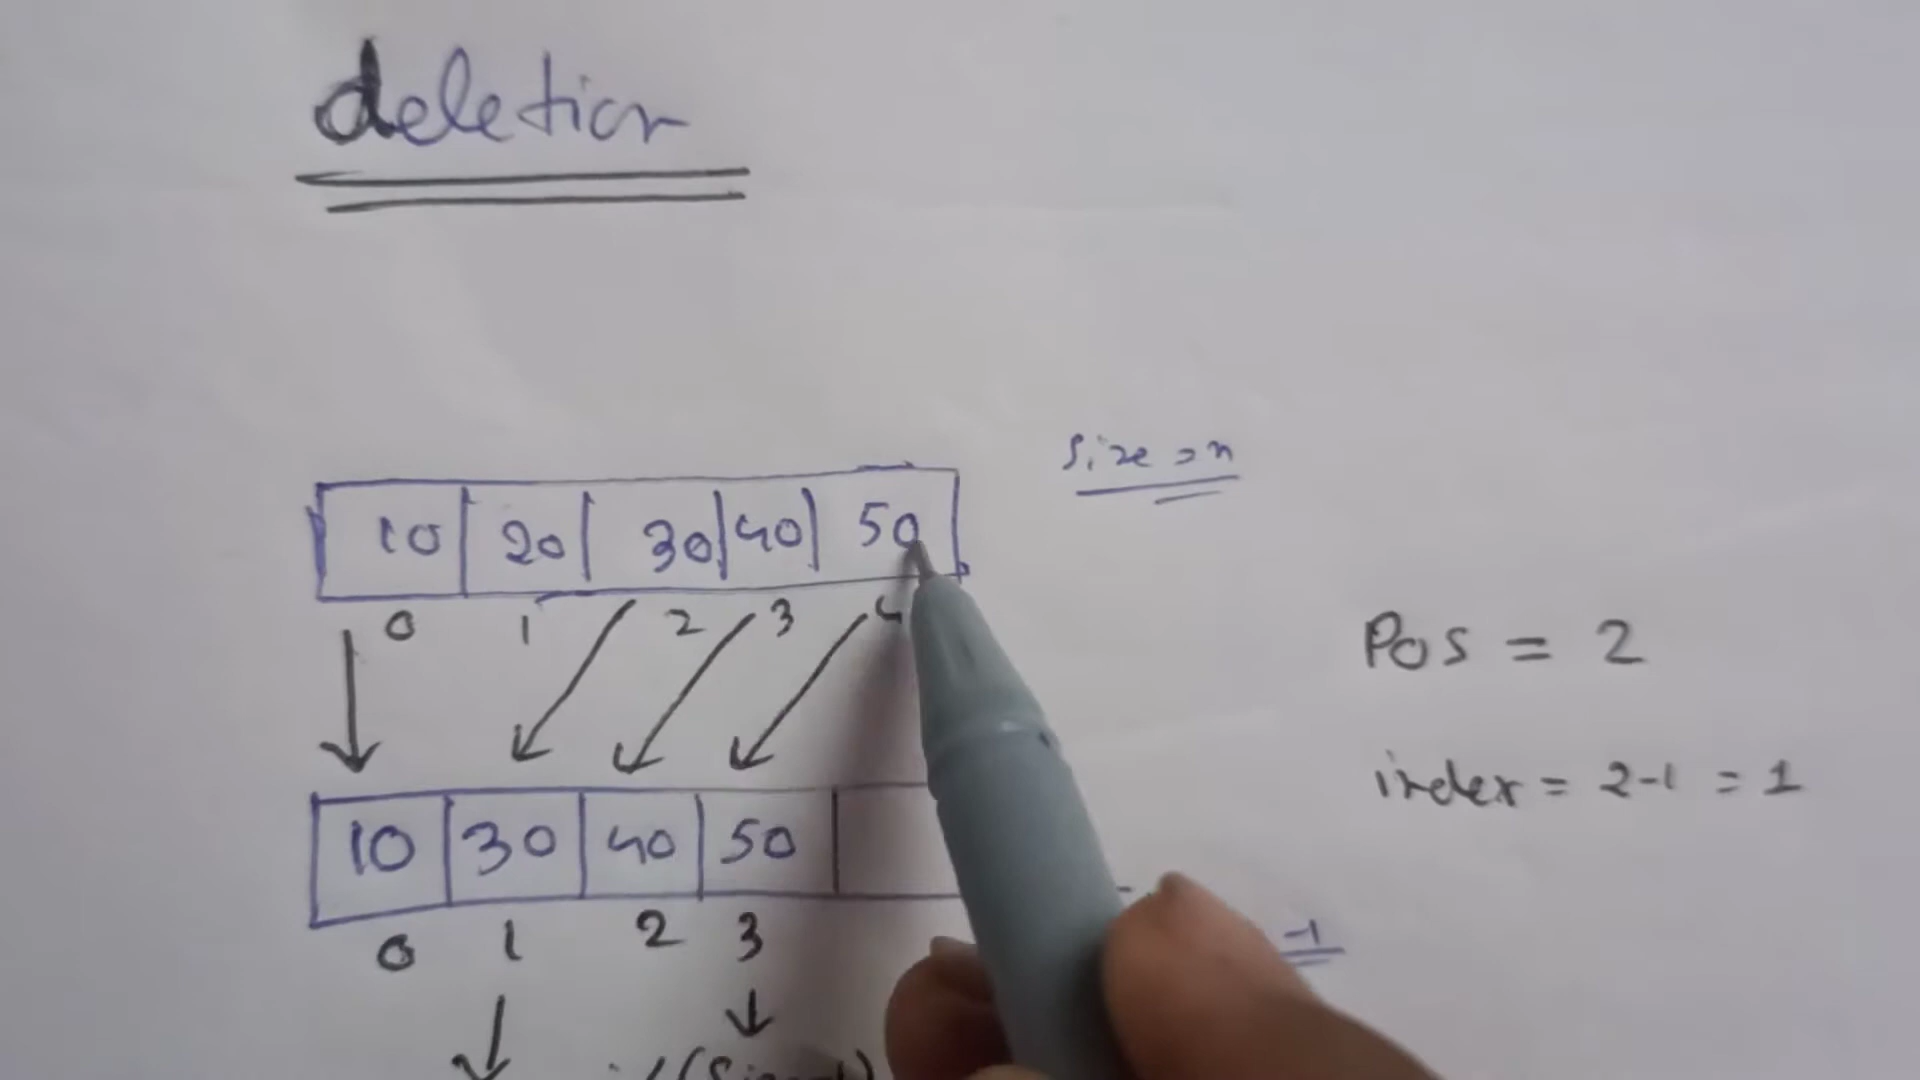 deletion
size = n
10 20 30 40 50
0 1 2 3 4
Pos = 2
index = 2-1 = 1
10 30 40 50
0 1 2 3
-1